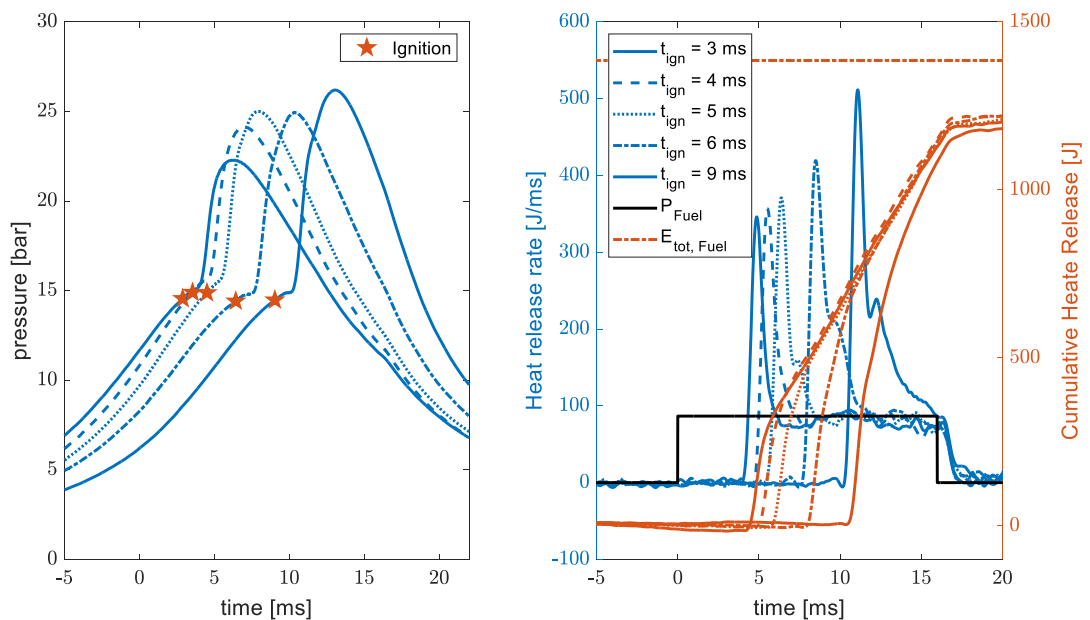 30
25
20
15
10
5
0
-5 0 5 10 15 20
time [ms]
pressure [bar]
Ignition
600
500
400
300
200
100
0
-100
Heat release rate [J/ms]
t_ign = 3 ms
t_ign = 4 ms
t_ign = 5 ms
t_ign = 6 ms
t_ign = 9 ms
P_Fuel
E_tot, Fuel
-5 0 5 10 15 20
time [ms]
1500
1000
500
0
Cumulative Heate Release [J]